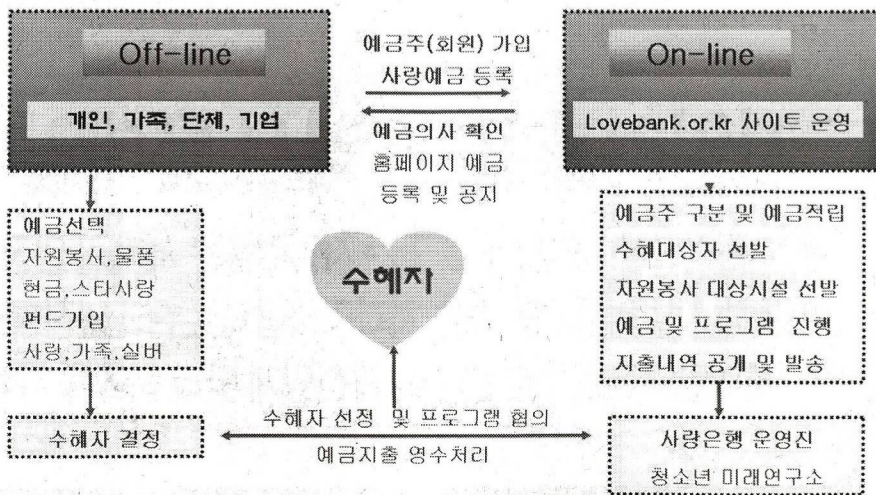 Off-line
개인, 가족, 단체, 기업
예금주(회원) 가입
사랑예금 등록
예금의사 확인
홈페이지 예금
등록 및 공지
On-line
Lovebank.or.kr 사이트 운영
예금선택
자원봉사,물품
현금,스타사랑
펀드가입
사랑,가족,실버
수혜자
예금주 구분 및 예금적립
수혜대상자 선발
자원봉사 대상시설 선발
예금 및 프로그램 진행
지출내역 공개 및 발송
수혜자 결정
수혜자 선정 및 프로그램 협의
예금지출 영수처리
사랑은행 운영진
청소년 미래연구소